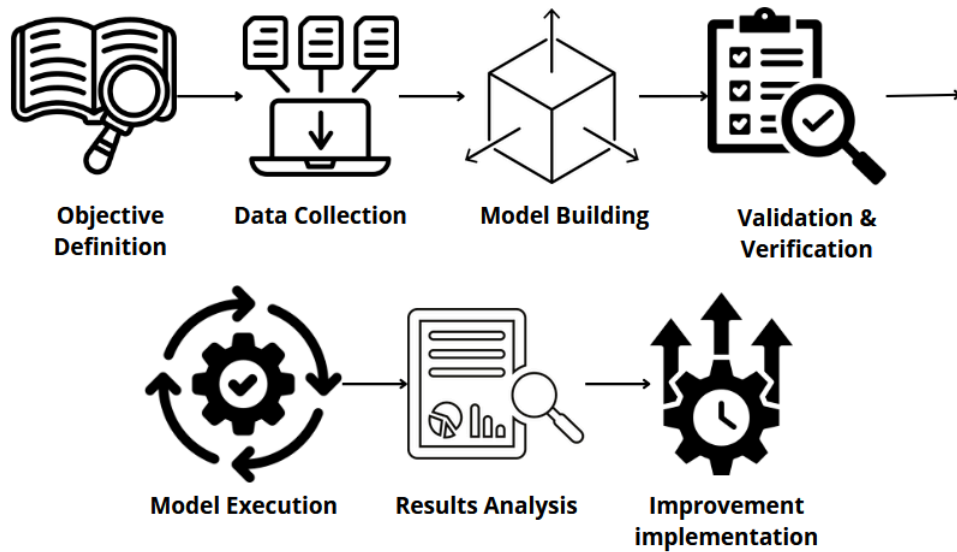 Objective
Definition
Data Collection
Model Building
Validation &
Verification
Model Execution
Results Analysis
Improvement
implementation